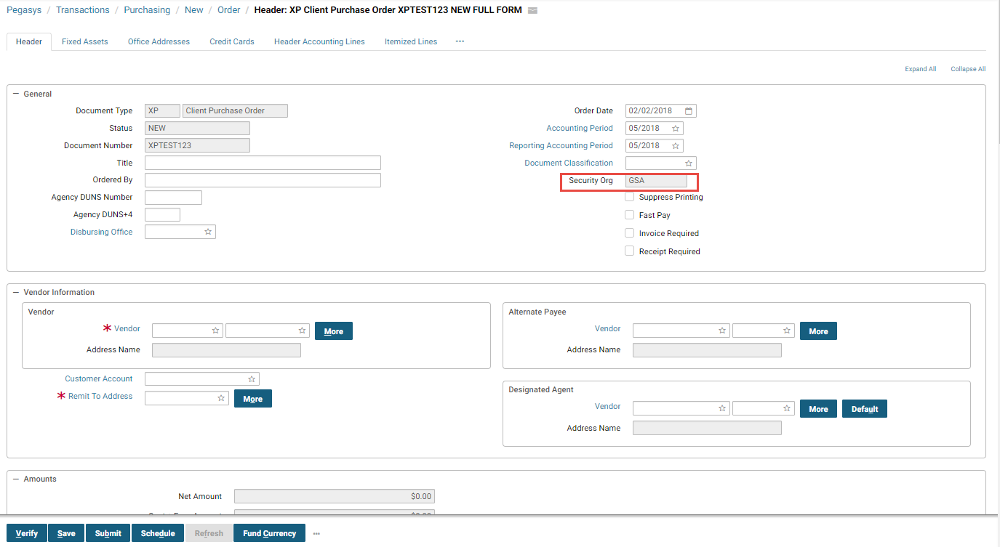 Pegasys / Transactions / Purchasing / New / Order / Header: XP Client Purchase Order XPTEST123 NEW FULL FORM
Header Fixed Assets Office Addresses Credit Cards Header Accounting Lines Itemized Lines ...
Expand All Collapse All
General
Document Type XP Client Purchase Order
Status NEW
Document Number XPTEST123
Title
Ordered By
Agency DUNS Number
Agency DUNS+4
Disbursing Office
Order Date 02/02/2018
Accounting Period 05/2018
Reporting Accounting Period 05/2018
Document Classification
Security Org GSA
Suppress Printing
Fast Pay
Invoice Required
Receipt Required
Vendor Information
Vendor
* Vendor More
Address Name
Customer Account
* Remit To Address More
Alternate Payee
Vendor More
Address Name
Designated Agent
Vendor More Default
Address Name
Amounts
Net Amount $0.00
Verify Save Submit Schedule Refresh Fund Currency ...